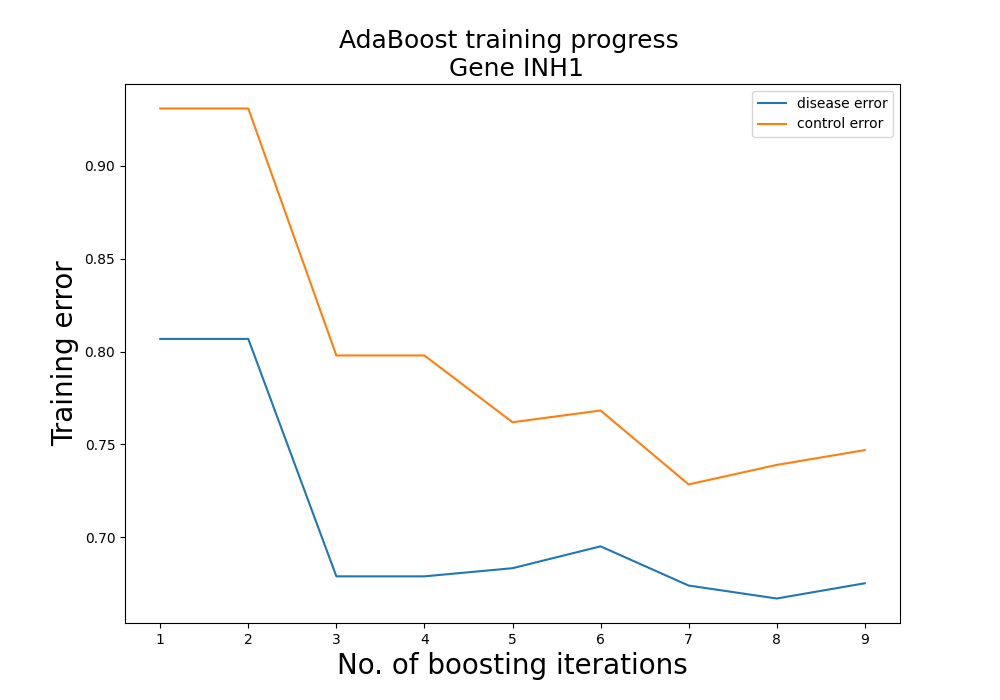 AdaBoost training progress
Gene INH1
disease error
control error
Training error
0.90
0.85
0.80
0.75
0.70
1 2 3 4 5 6 7 8 9
No. of boosting iterations